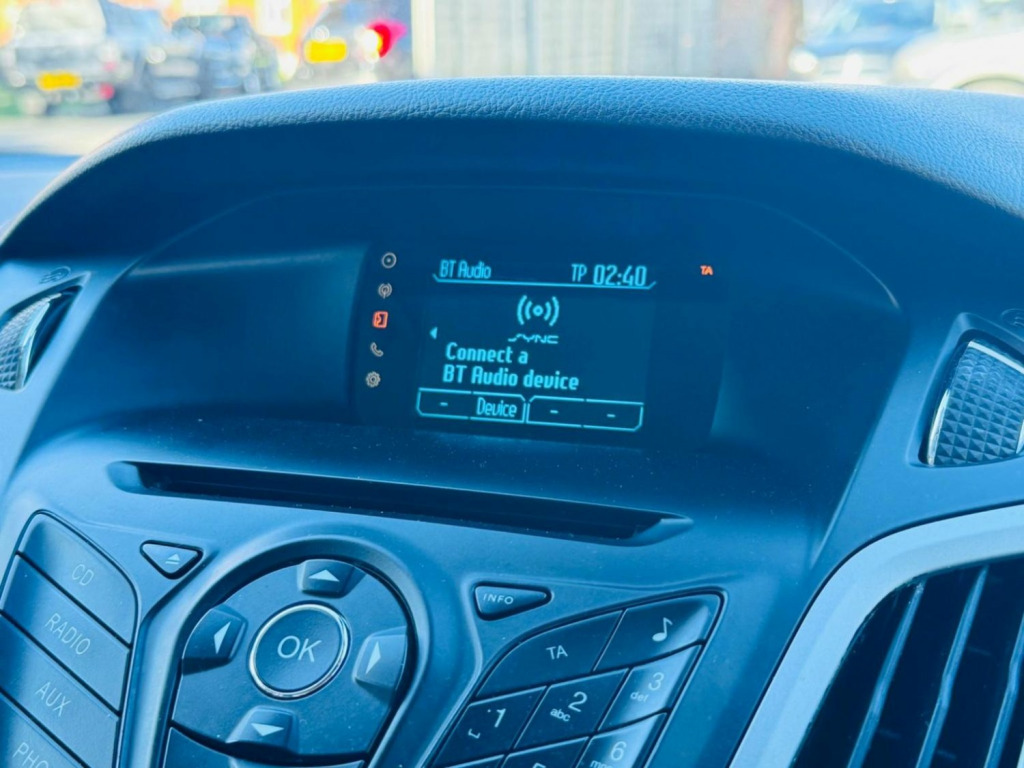 BT Audio TP 02:40
TA
SYNC
Connect a
BT Audio device
- Device - -
CD
RADIO
AUX
OK
INFO
TA
1
2
abc
3
def
6